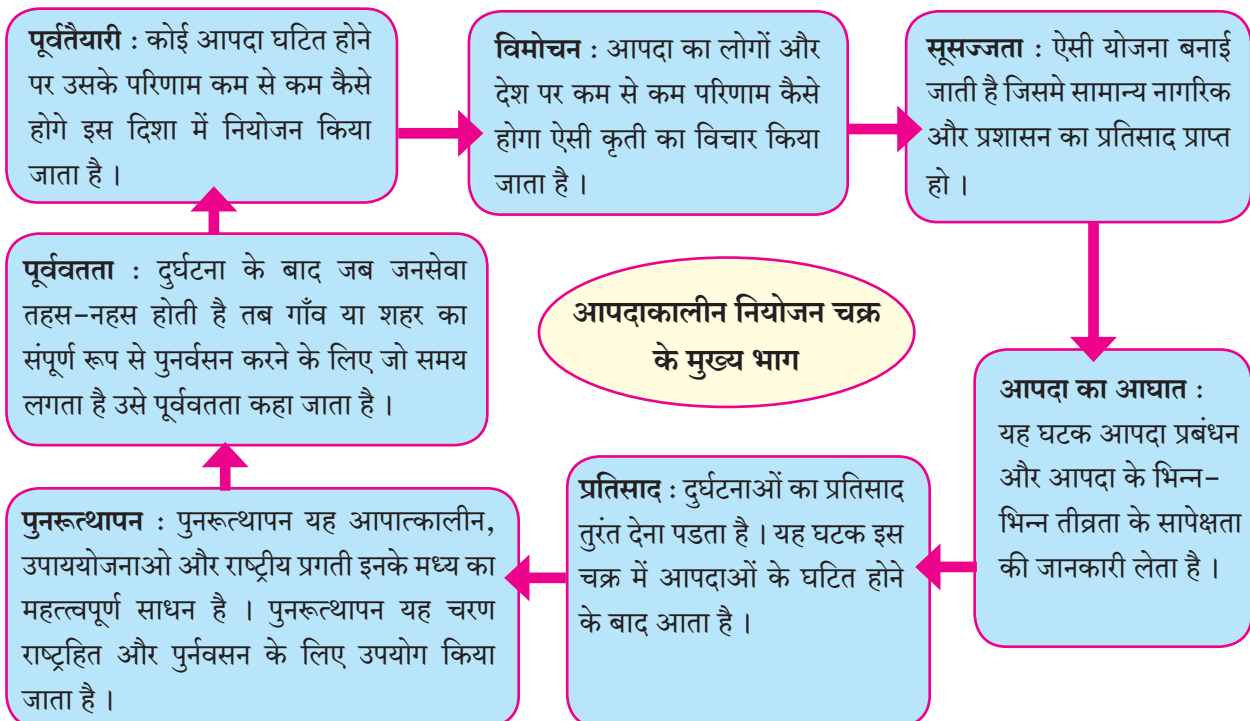 पूर्वतैयारी : कोई आपदा घटित होने
पर उसके परिणाम कम से कम कैसे
होगे इस दिशा में नियोजन किया
जाता है ।
विमोचन : आपदा का लोगों और
देश पर कम से कम परिणाम कैसे
होगा ऐसी कृती का विचार किया
जाता है ।
सूसज्जता : ऐसी योजना बनाई
जाती है जिसमे सामान्य नागरिक
और प्रशासन का प्रतिसाद प्राप्त
हो ।
पूर्ववतता : दुर्घटना के बाद जब जनसेवा
तहस-नहस होती है तब गाँव या शहर का
संपूर्ण रूप से पुनर्वसन करने के लिए जो समय
लगता है उसे पूर्ववतता कहा जाता है ।
आपदाकालीन नियोजन चक्र
के मुख्य भाग
आपदा का आघात :
यह घटक आपदा प्रबंधन
और आपदा के भिन्न-
भिन्न तीव्रता के सापेक्षता
की जानकारी लेता है ।
प्रतिसाद : दुर्घटनाओं का प्रतिसाद
तुरंत देना पडता है । यह घटक इस
चक्र में आपदाओं के घटित होने
के बाद आता है ।
पुनरूत्थापन : पुनरूत्थापन यह आपात्कालीन,
उपाययोजनाओ और राष्ट्रीय प्रगती इनके मध्य का
महत्त्वपूर्ण साधन है । पुनरूत्थापन यह चरण
राष्ट्रहित और पुर्नवसन के लिए उपयोग किया
जाता है ।